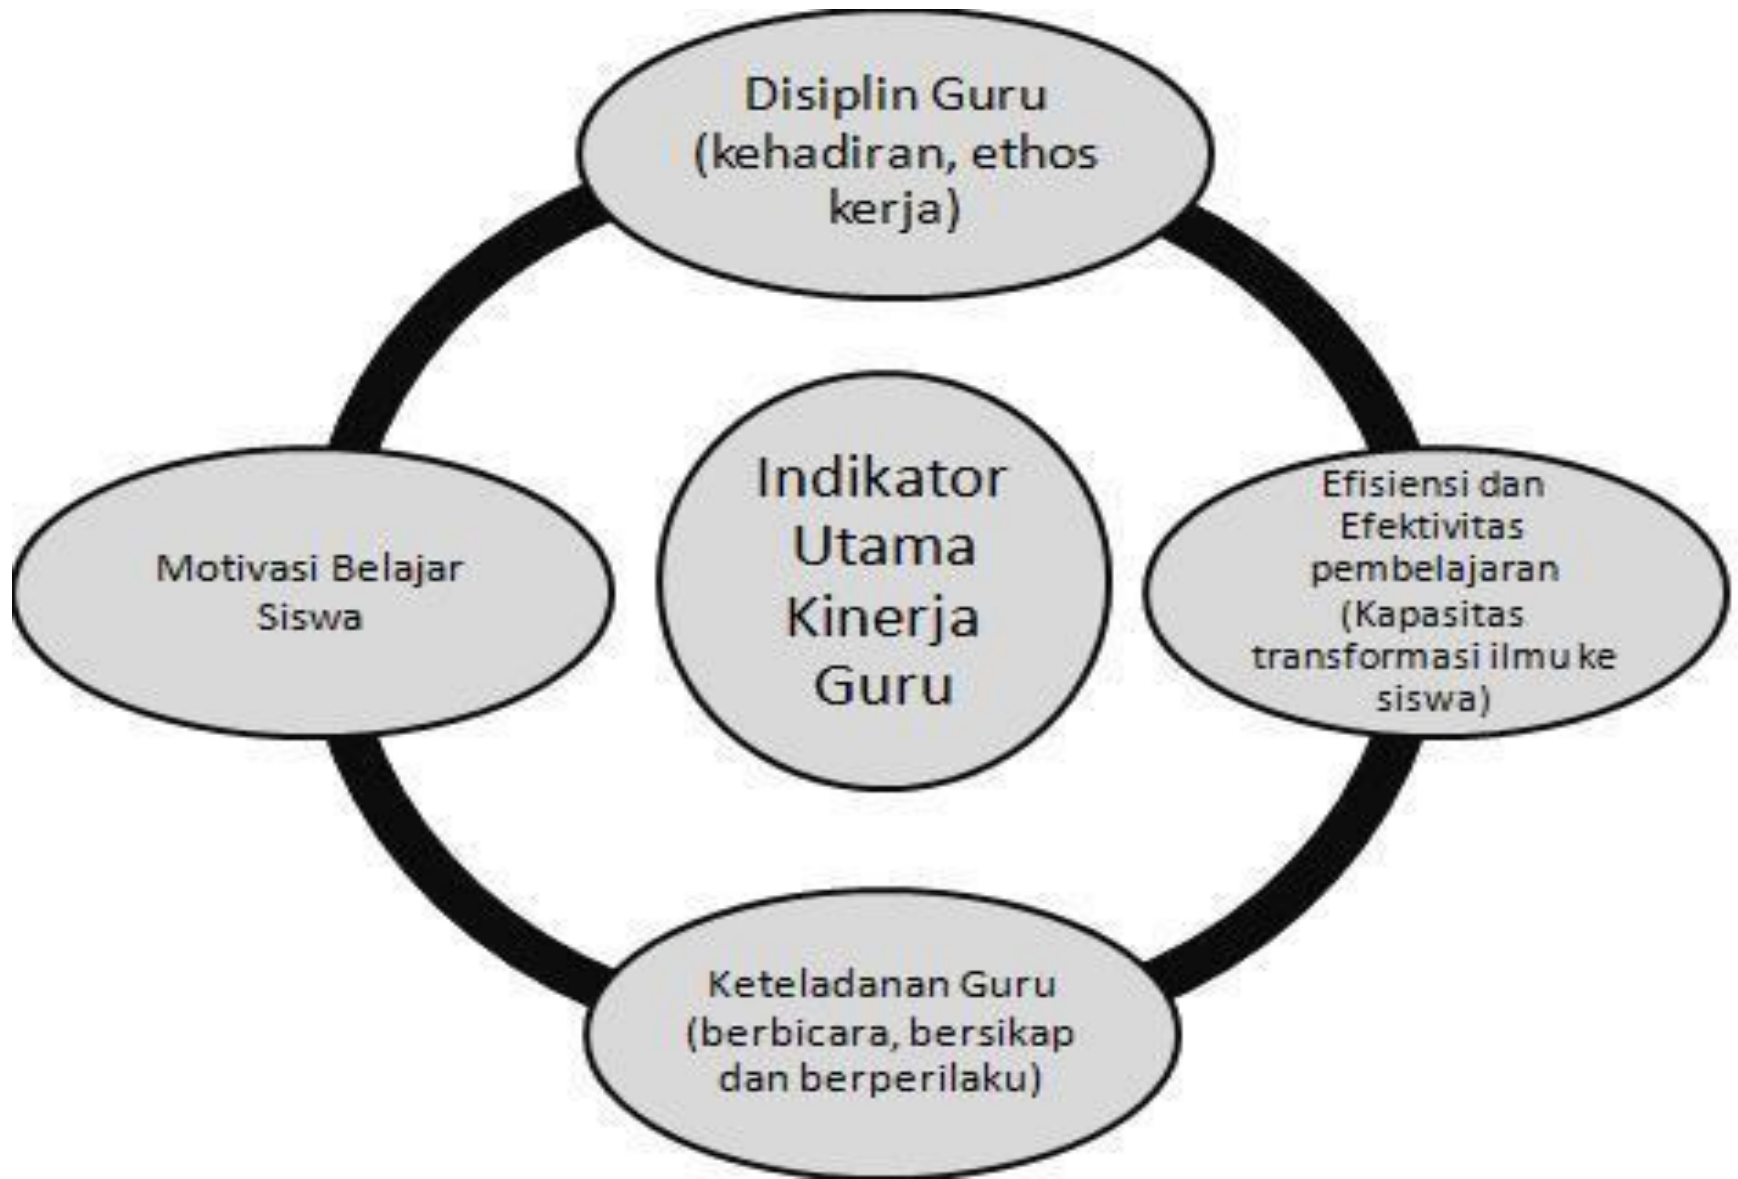 Disiplin Guru
(kehadiran, ethos
kerja)
Indikator
Utama
Kinerja
Guru
Motivasi Belajar
Siswa
Efisiensi dan
Efektivitas
pembelajaran
(Kapasitas
transformasi ilmu ke
siswa)
Keteladanan Guru
(berbicara, bersikap
dan berperilaku)